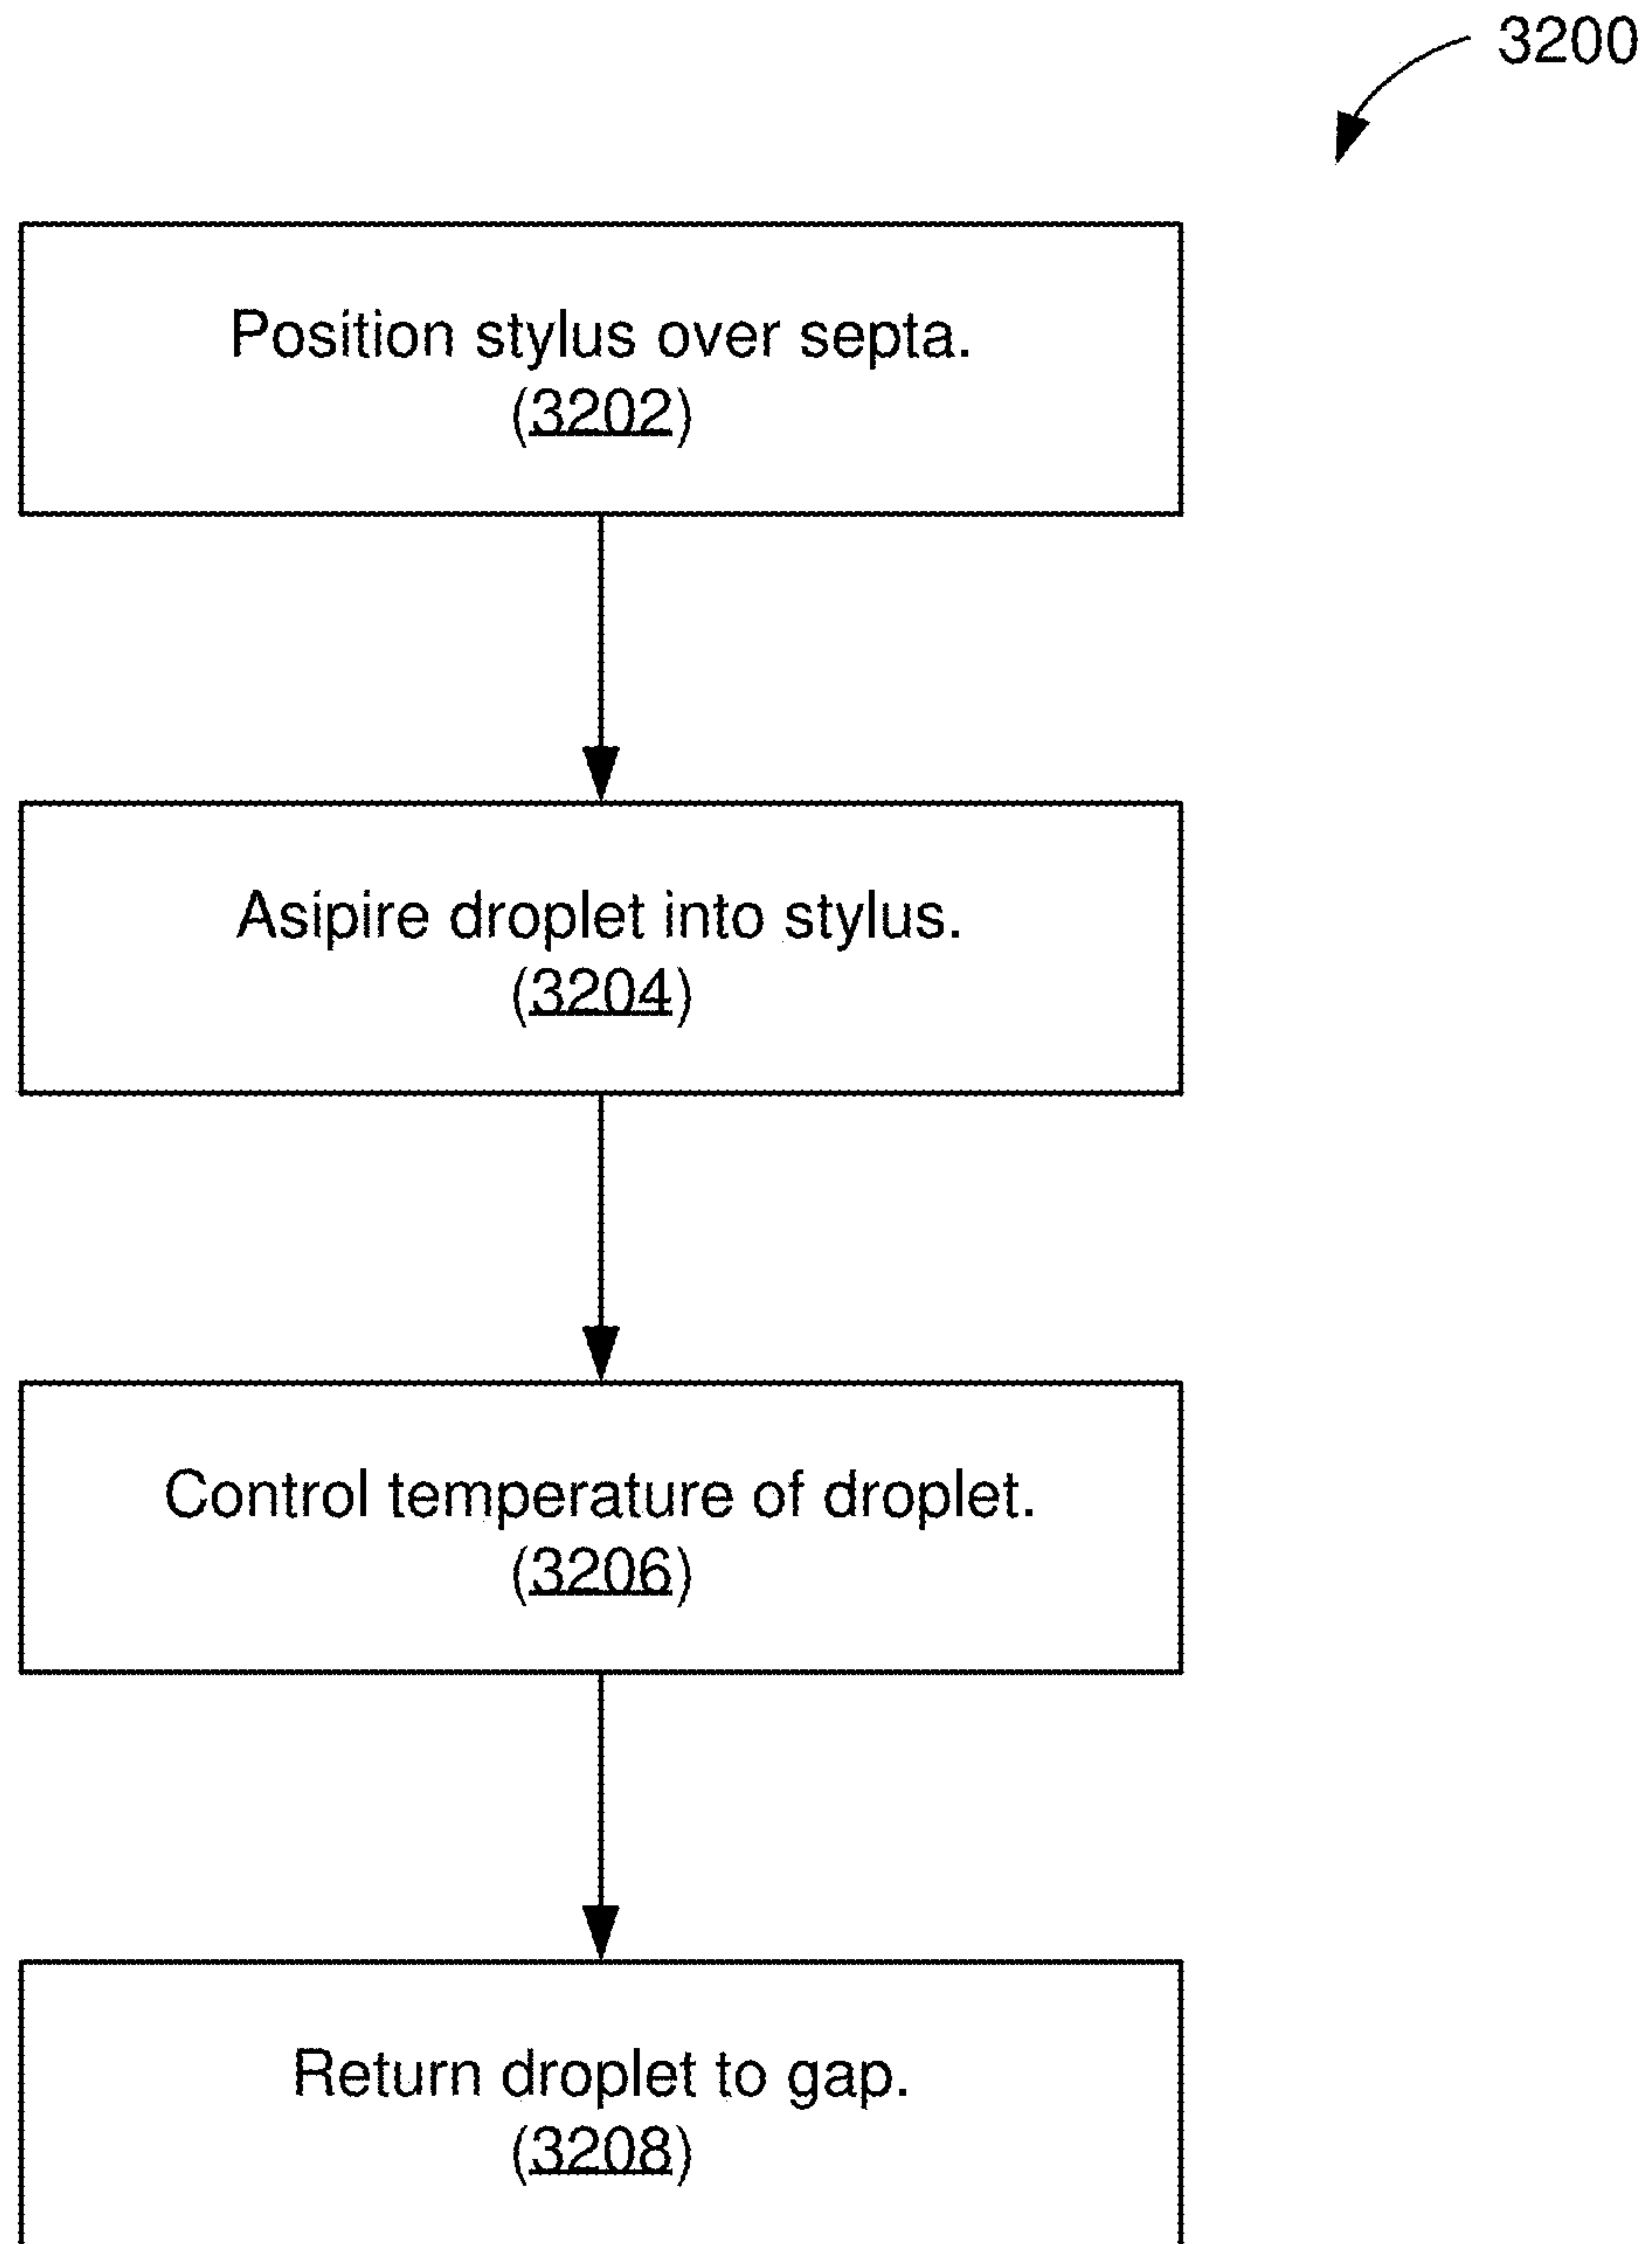 3200
Position stylus over septa.
(3202)
Asipire droplet into stylus.
(3204)
Control temperature of droplet.
(3206)
Return droplet to gap.
(3208)